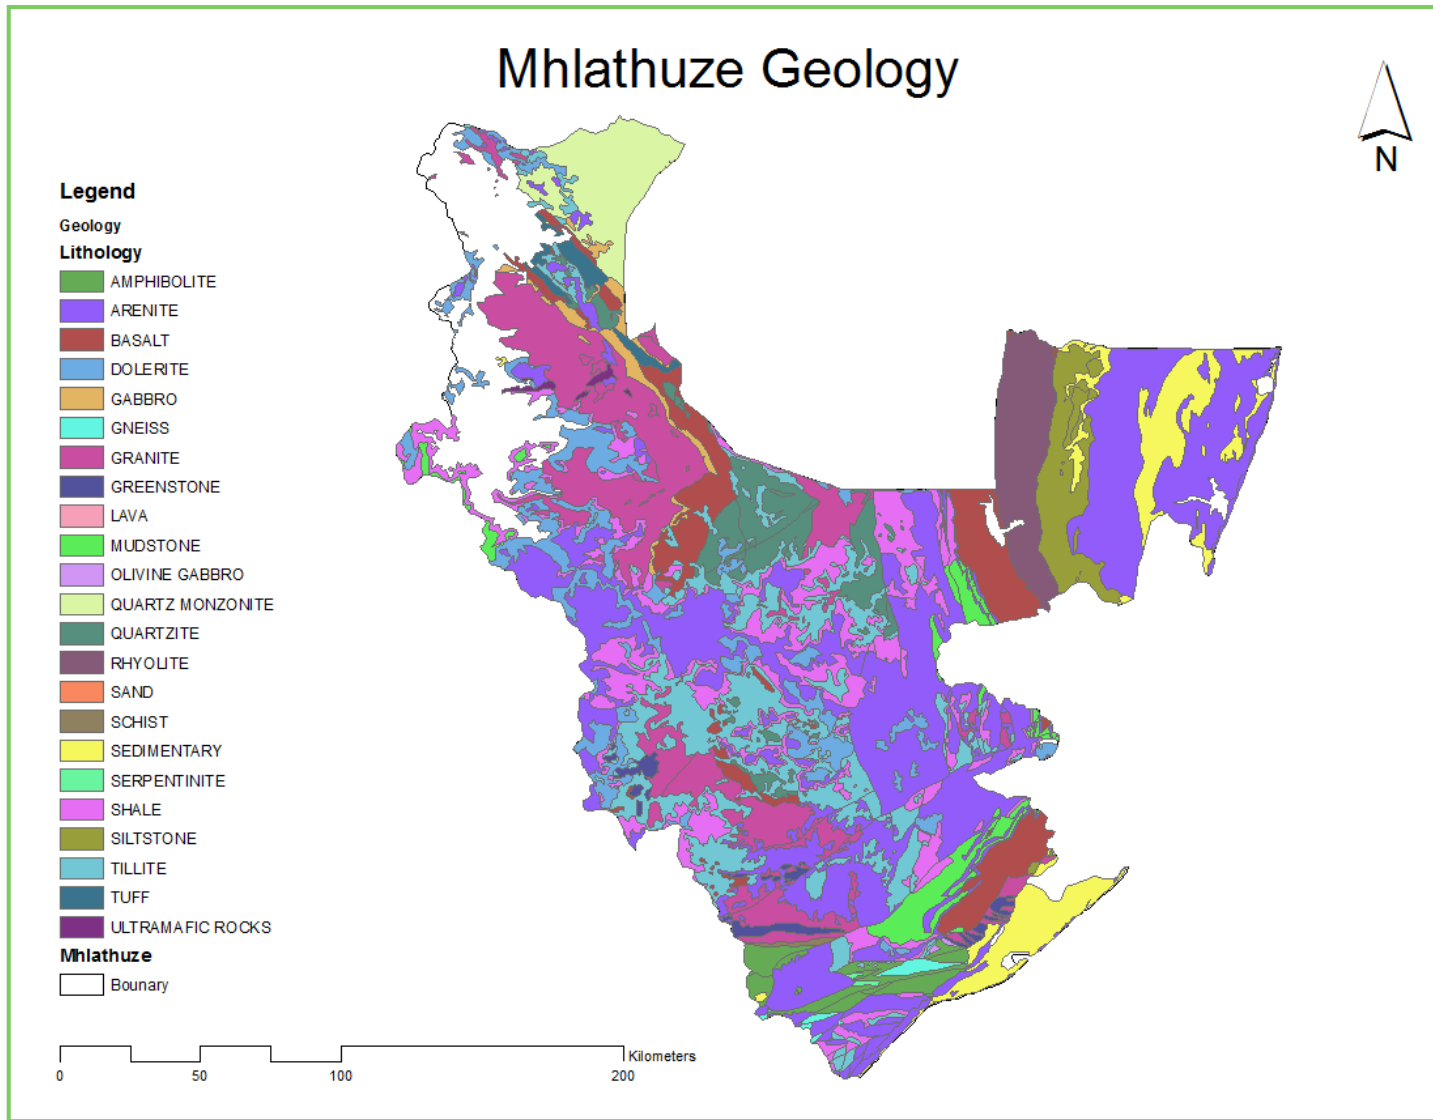 Mhlathuze Geology
N
Legend
Geology
Lithology
AMPHIBOLITE
ARENITE
BASALT
DOLERITE
GABBRO
GNEISS
GRANITE
GREENSTONE
LAVA
MUDSTONE
OLIVINE GABBRO
QUARTZ MONZONITE
QUARTZITE
RHYOLITE
SAND
SCHIST
SEDIMENTARY
SERPENTINITE
SHALE
SILTSTONE
TILLITE
TUFF
ULTRAMAFIC ROCKS
Mhlathuze
Bounary
Kilometers
0 50 100 200